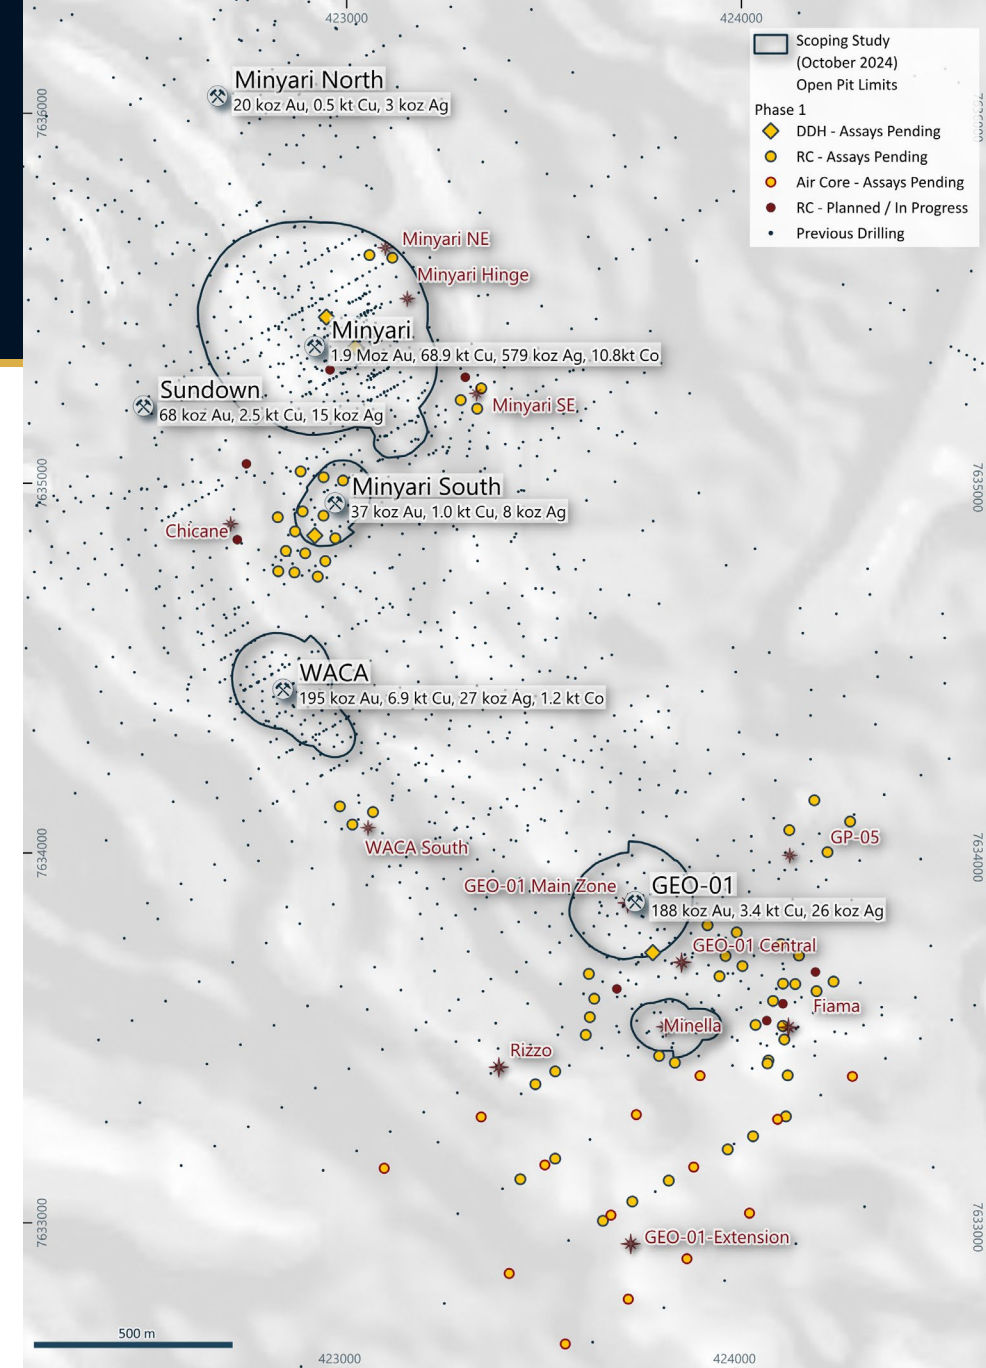 423000
424000
Scoping Study
(October 2024)
Open Pit Limits
Phase 1
DDH - Assays Pending
RC - Assays Pending
Air Core - Assays Pending
RC - Planned / In Progress
Previous Drilling
7636000
7636000
Minyari North
20 koz Au, 0.5 kt Cu, 3 koz Ag
Minyari NE
Minyari Hinge
Minyari
1.9 Moz Au, 68.9 kt Cu, 579 koz Ag, 10.8kt Co
Sundown
68 koz Au, 2.5 kt Cu, 15 koz Ag
Minyari SE
7635000
7635000
Minyari South
37 koz Au, 1.0 kt Cu, 8 koz Ag
Chicane
WACA
195 koz Au, 6.9 kt Cu, 27 koz Ag, 1.2 kt Co
GP-05
WACA South
7634000
7634000
GEO-01 Main Zone
GEO-01
188 koz Au, 3.4 kt Cu, 26 koz Ag
GEO-01 Central
Fiama
Minella
Rizzo
7633000
7633000
GEO-01-Extension
500 m
423000
424000